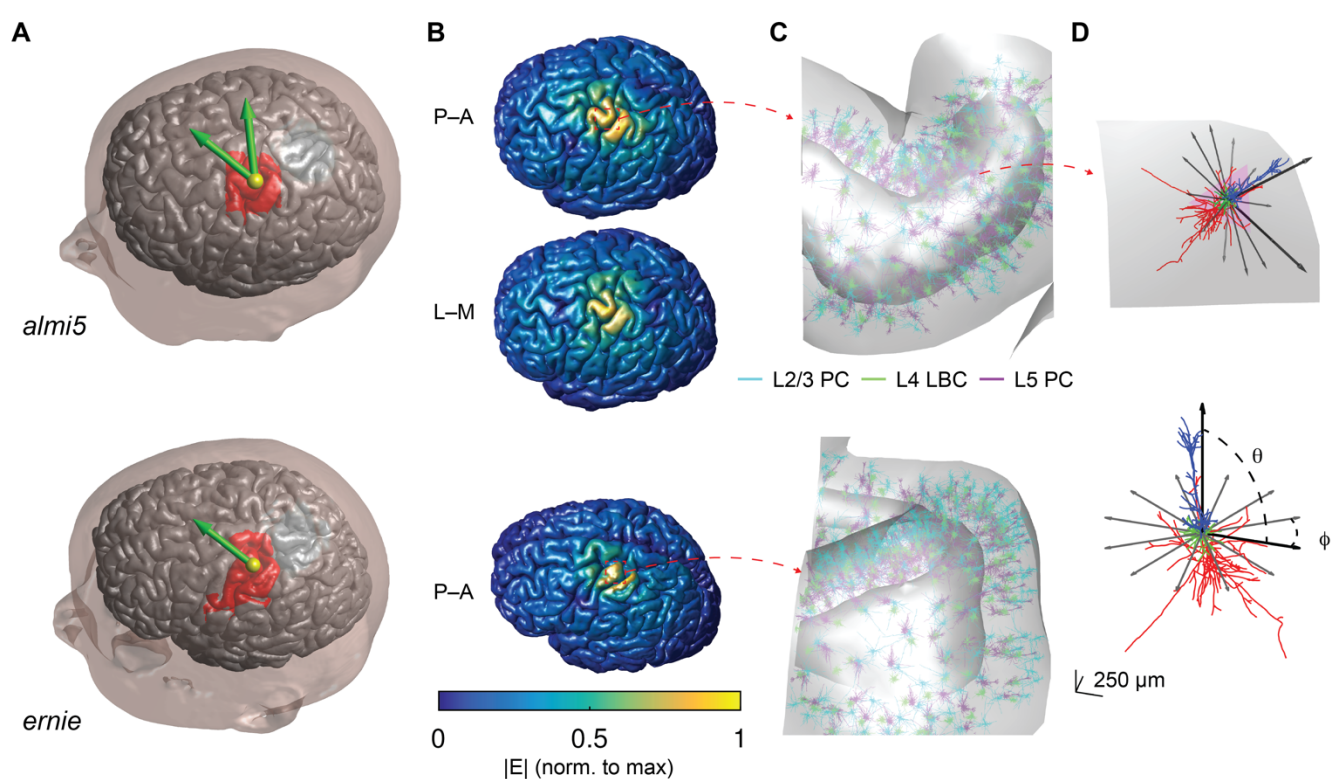 A
B
C
D
P–A
L–M
almi5
L2/3 PC
L4 LBC
L5 PC
θ
ϕ
P–A
250 µm
ernie
0
0.5
1
|E| (norm. to max)